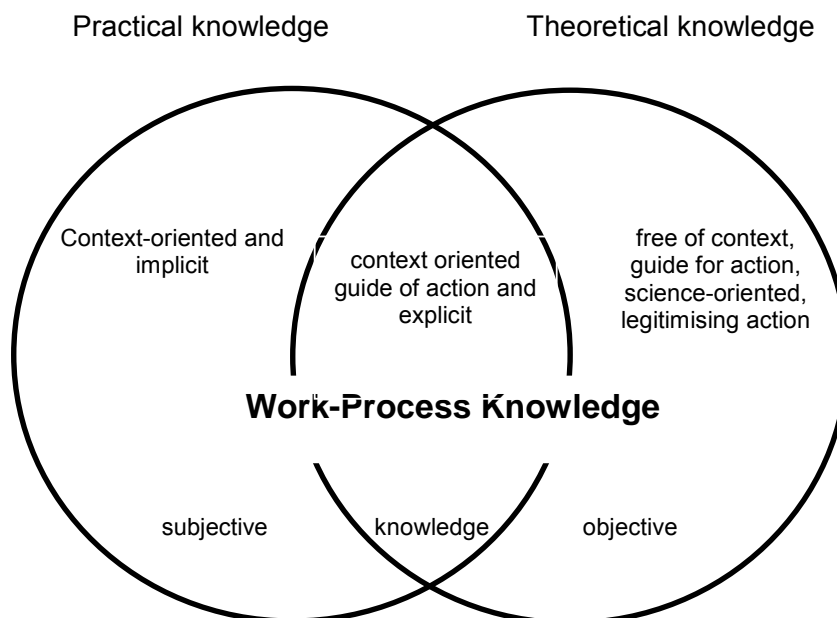 Practical knowledge
Theoretical knowledge
Context-oriented and
implicit
context oriented
guide of action and
explicit
free of context,
guide for action,
science-oriented,
legitimising action
Work-Process Knowledge
subjective
knowledge
objective